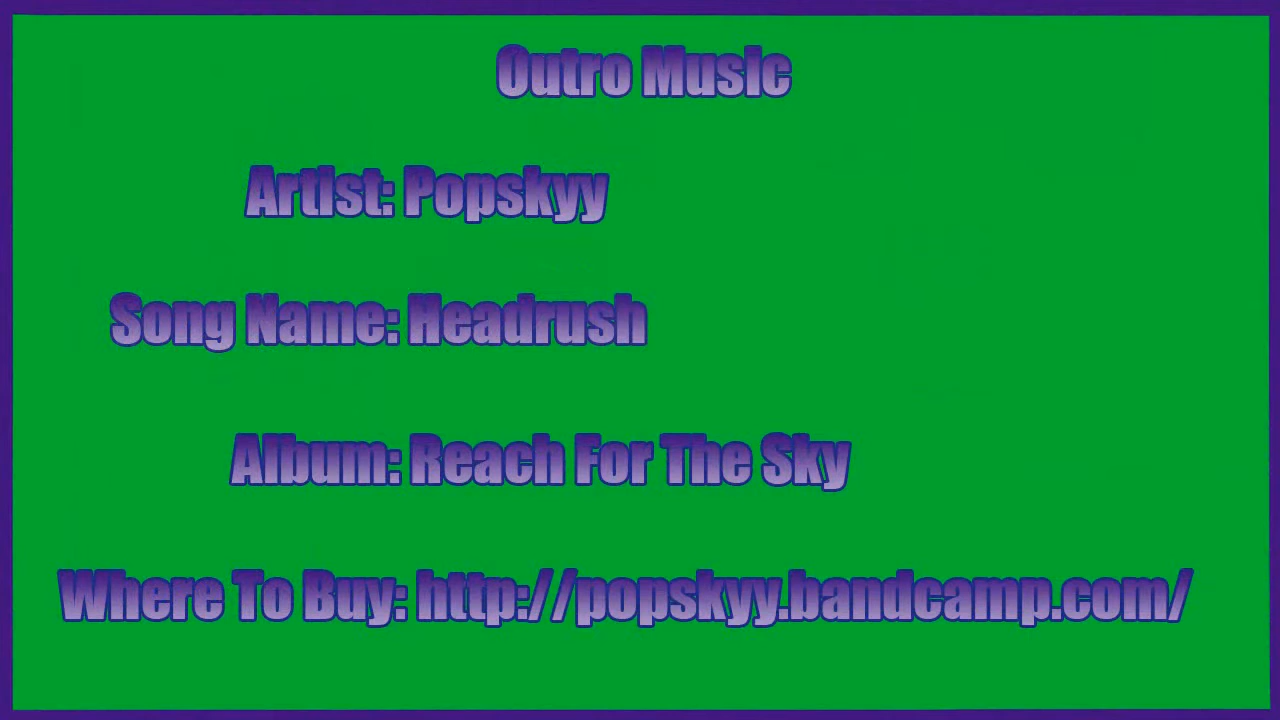 Outro Music
Artist: Popskyy
Song Name: Headrush
Album: Reach For The Sky
Where To Buy: http://popskyy.bandcamp.com/